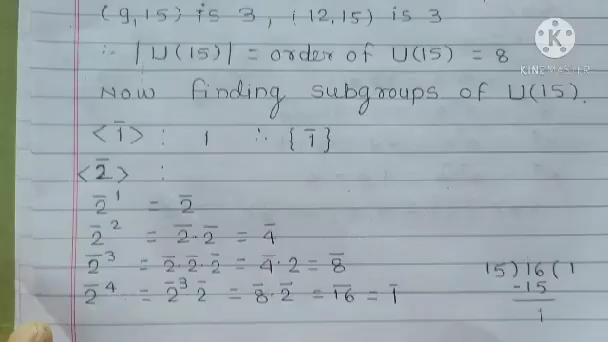 (9,15) is 3, (12,15) is 3
∴ |U(15)| = order of U(15) = 8
KINEMASTER
Now finding subgroups of U(15).
<1̄> : 1 ∴ {1̄}
<2̄> :
2̄¹ = 2̄
2̄² = 2̄·2̄ = 4̄
2̄³ = 2̄·2̄·2̄ = 4̄·2 = 8̄
2̄⁴ = 2̄³ 2̄ = 8̄·2̄ = 1̄6̄ = 1̄
15)16(1
-15
1